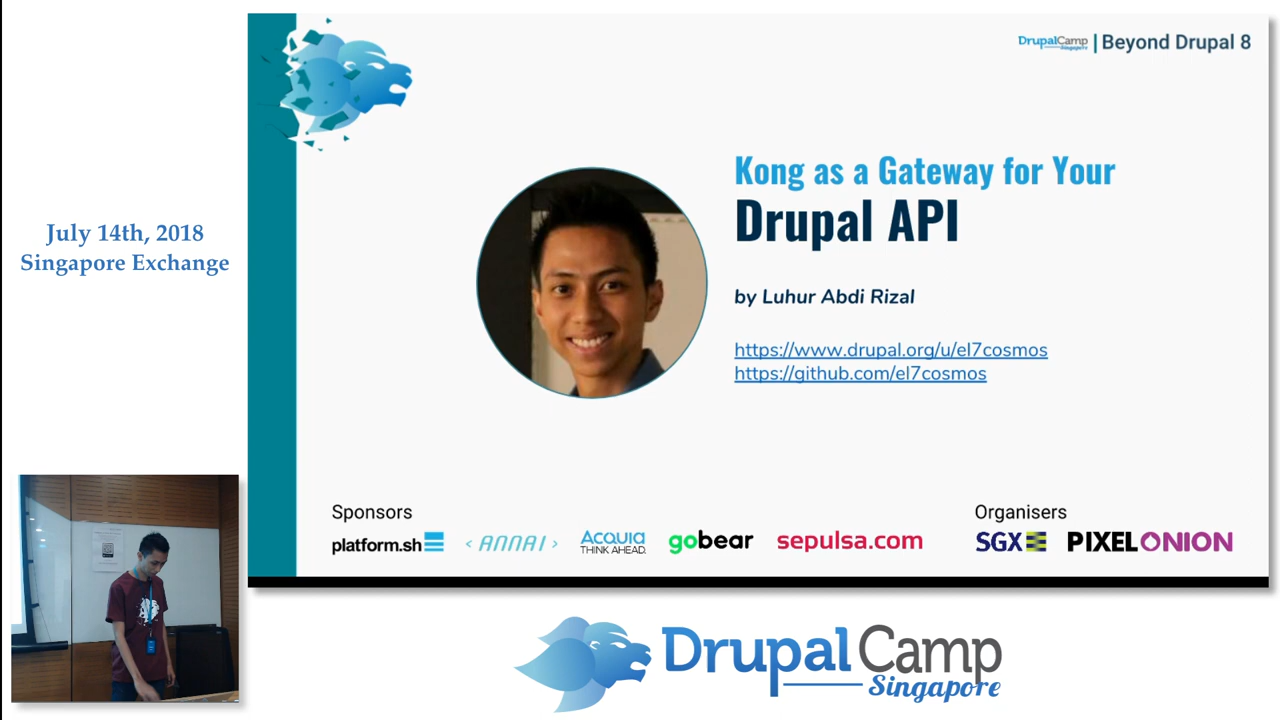 DrupalCamp
Singapore
Beyond Drupal 8
July 14th, 2018
Singapore Exchange
Kong as a Gateway for Your
Drupal API
by Luhur Abdi Rizal
https://www.drupal.org/u/el7cosmos
https://github.com/el7cosmos
Sponsors
platform.sh
<ANNAI>
ACQUIA
THINK AHEAD.
gobear
sepulsa.com
Organisers
SGX
PIXELONION
DrupalCamp
Singapore